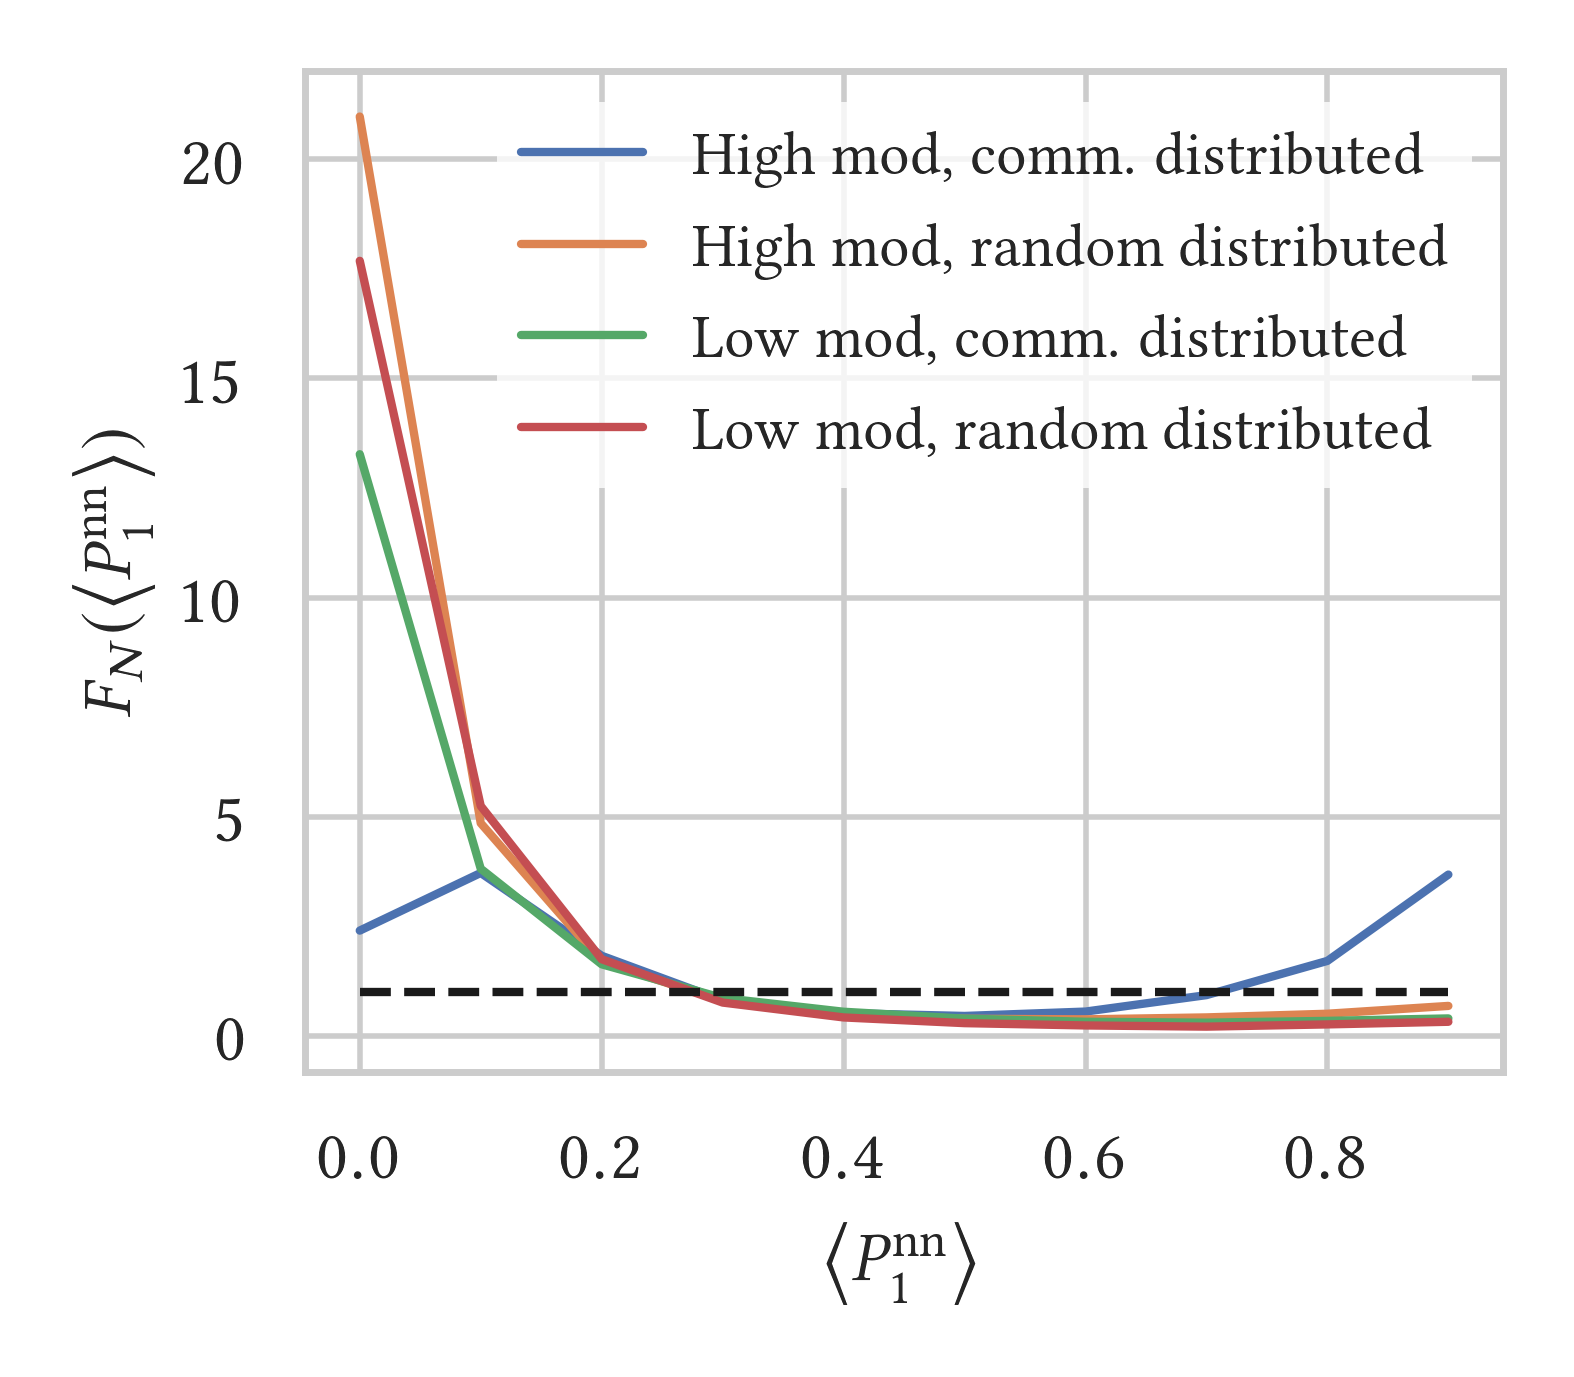 High mod, comm. distributed
High mod, random distributed
Low mod, comm. distributed
Low mod, random distributed
20
15
10
5
0
F_N(⟨P_1^nn⟩)
0.0 0.2 0.4 0.6 0.8
⟨P_1^nn⟩